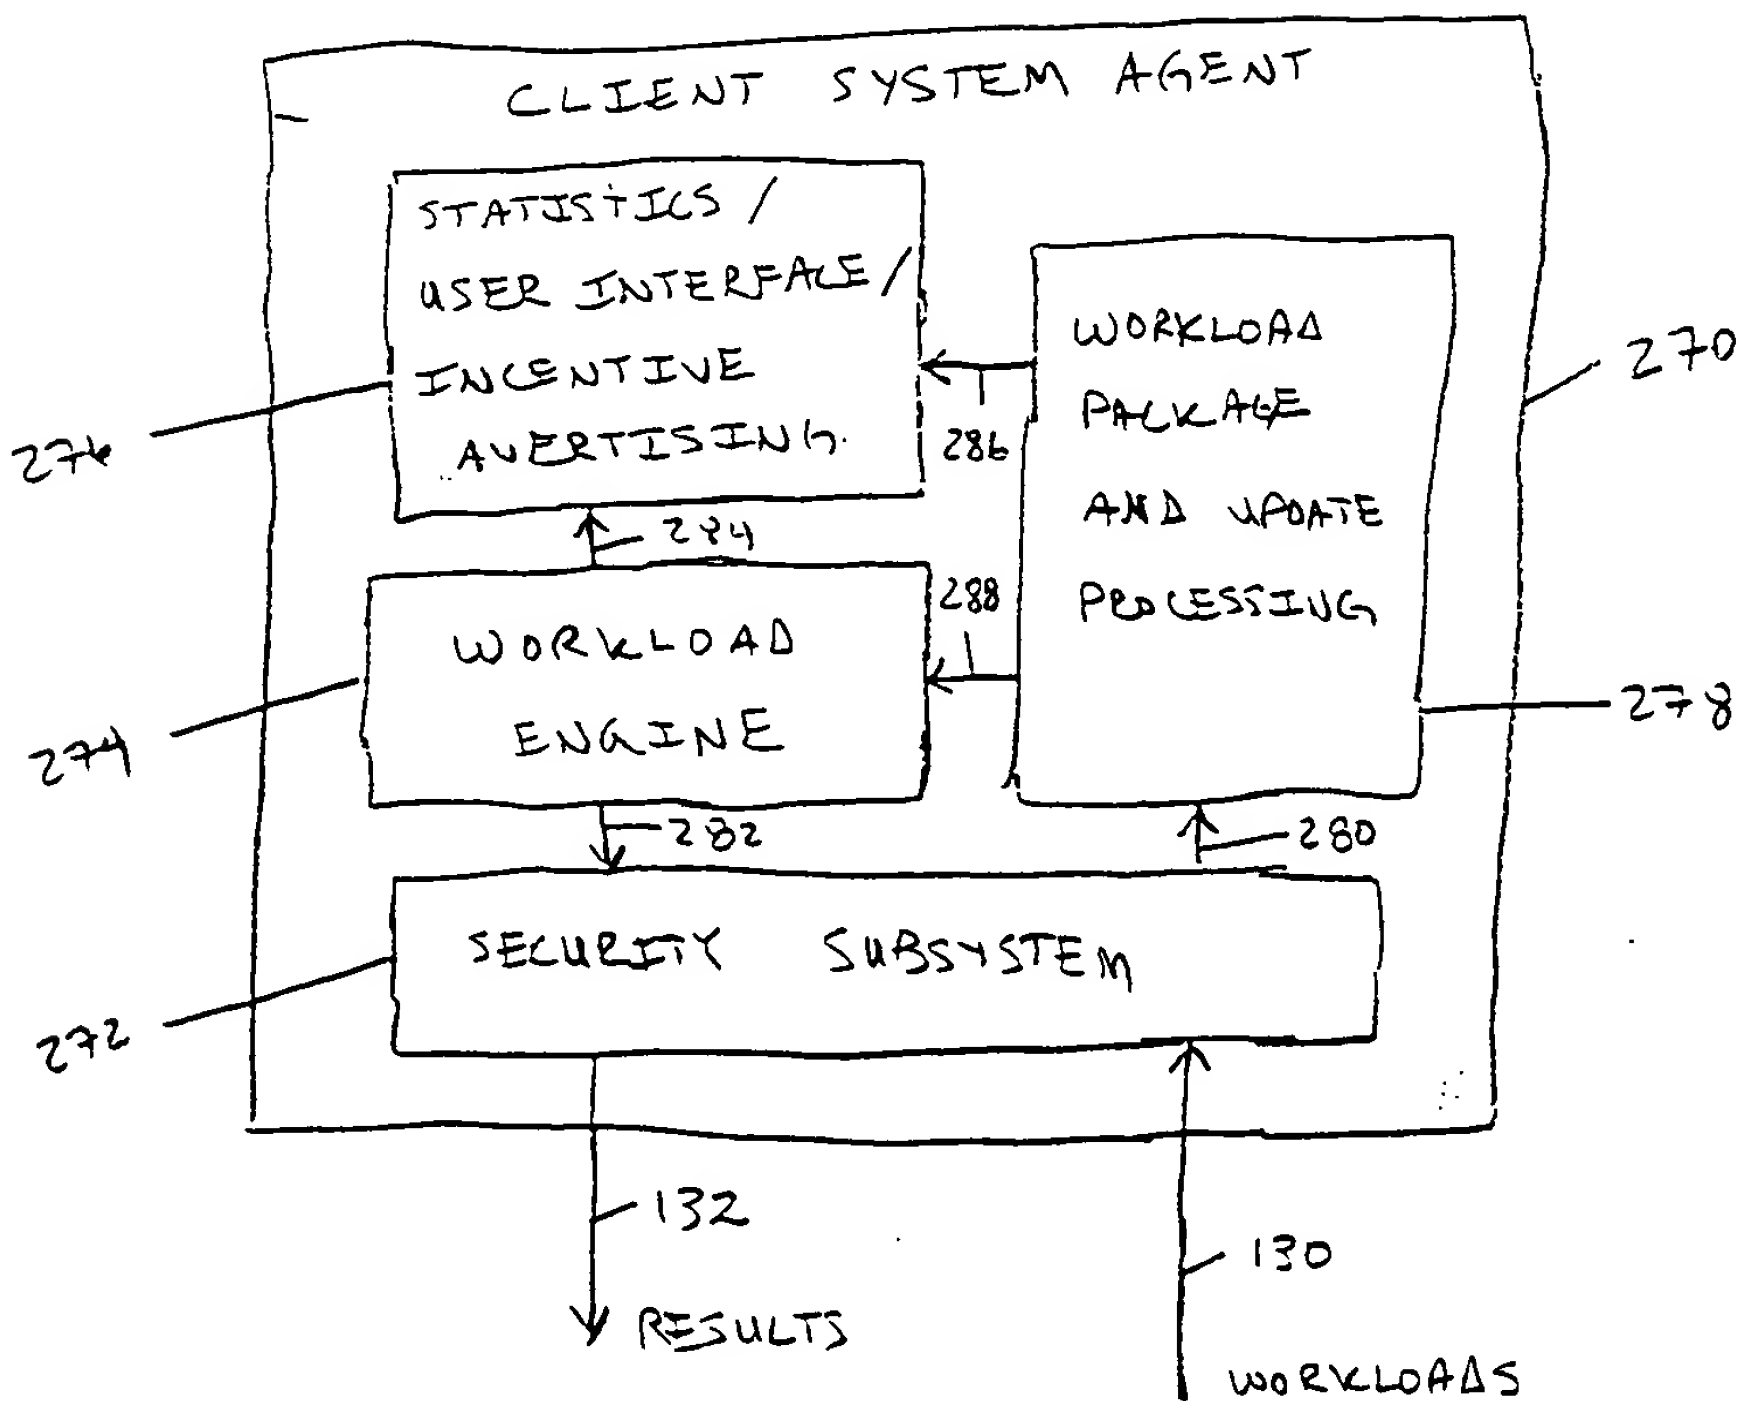 CLIENT SYSTEM AGENT
STATISTICS /
USER INTERFACE /
INCENTIVE
AVERTISING.
WORKLOAD
PACKAGE
AND UPDATE
PROCESSING
270
276
286
284
288
WORKLOAD
ENGINE
274
278
282
280
SECURITY SUBSYSTEM
272
132
130
RESULTS
WORKLOADS